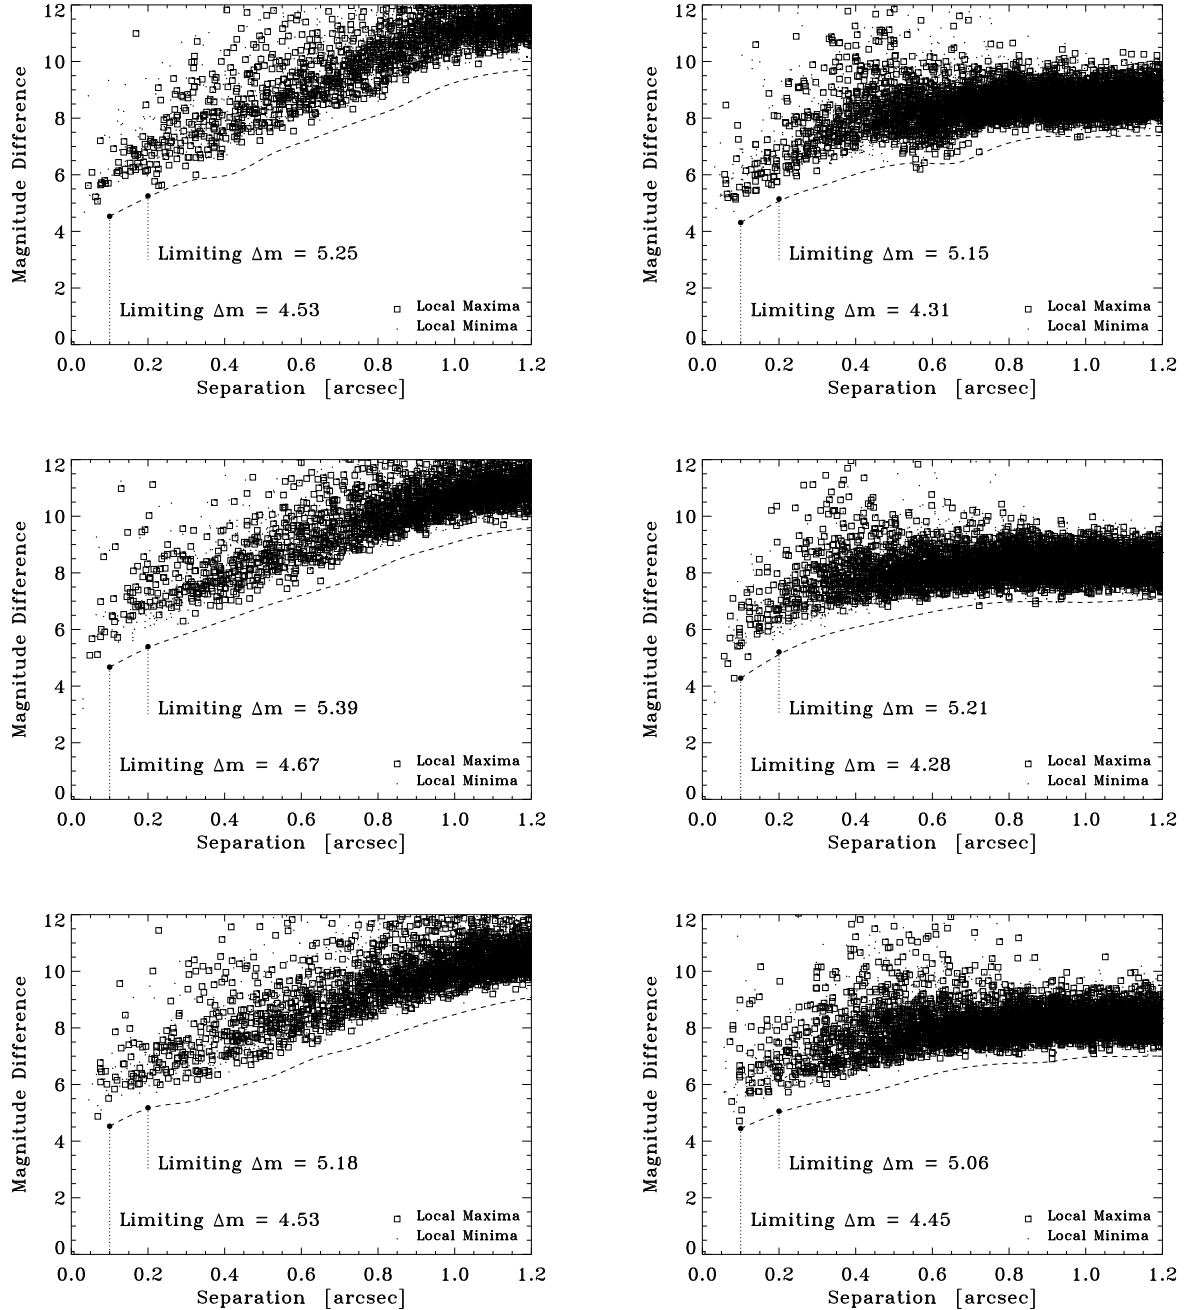 12
10
8
6
4
2
0
Magnitude Difference
Limiting Δm = 5.25
Limiting Δm = 4.53
Local Maxima
Local Minima
0.0 0.2 0.4 0.6 0.8 1.0 1.2
Separation [arcsec]
12
10
8
6
4
2
0
Magnitude Difference
Limiting Δm = 5.15
Limiting Δm = 4.31
Local Maxima
Local Minima
0.0 0.2 0.4 0.6 0.8 1.0 1.2
Separation [arcsec]
12
10
8
6
4
2
0
Magnitude Difference
Limiting Δm = 5.39
Limiting Δm = 4.67
Local Maxima
Local Minima
0.0 0.2 0.4 0.6 0.8 1.0 1.2
Separation [arcsec]
12
10
8
6
4
2
0
Magnitude Difference
Limiting Δm = 5.21
Limiting Δm = 4.28
Local Maxima
Local Minima
0.0 0.2 0.4 0.6 0.8 1.0 1.2
Separation [arcsec]
12
10
8
6
4
2
0
Magnitude Difference
Limiting Δm = 5.18
Limiting Δm = 4.53
Local Maxima
Local Minima
0.0 0.2 0.4 0.6 0.8 1.0 1.2
Separation [arcsec]
12
10
8
6
4
2
0
Magnitude Difference
Limiting Δm = 5.06
Limiting Δm = 4.45
Local Maxima
Local Minima
0.0 0.2 0.4 0.6 0.8 1.0 1.2
Separation [arcsec]